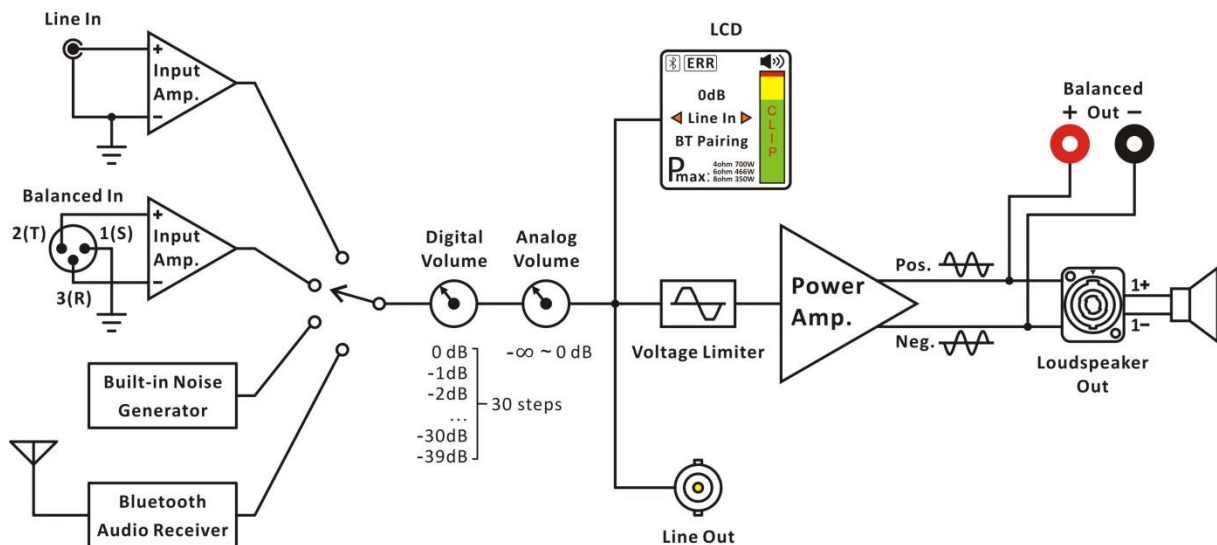 Line In
+
Input
Amp.
−
Balanced In
2(T)
1(S)
3(R)
+
Input
Amp.
−
Built-in Noise
Generator
Bluetooth
Audio Receiver
Digital
Volume
0 dB
-1dB
-2dB
...
-30dB
-39dB
30 steps
Analog
Volume
-∞ ~ 0 dB
LCD
ERR
0dB
Line In
BT Pairing
Pmax:
4ohm 700W
6ohm 466W
8ohm 350W
CLIP
Voltage Limiter
Line Out
Power
Amp.
Pos.
Neg.
Balanced
+ Out −
1+
1−
Loudspeaker
Out